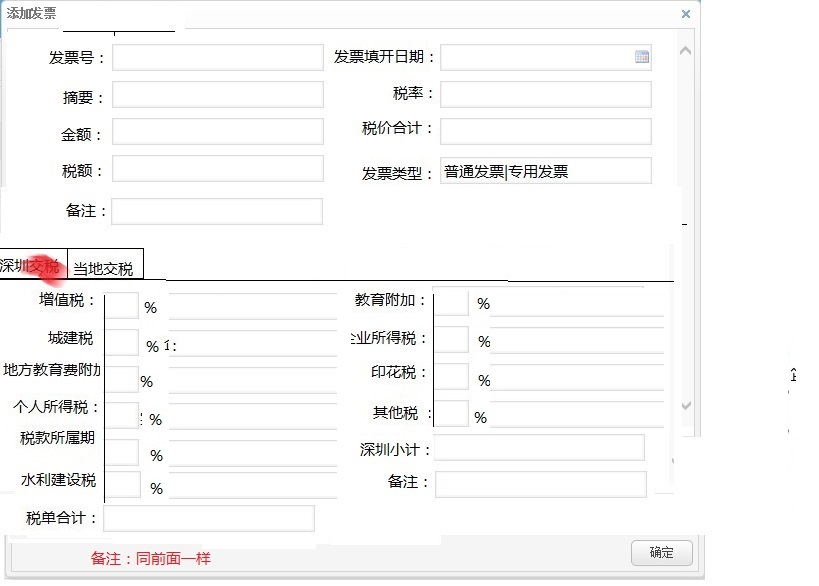 添加发票
发票号： 发票填开日期：
摘要： 税率：
金额： 税价合计：
税额： 发票类型： 普通发票|专用发票
备注：
深圳交税 当地交税
增值税： % 教育附加： %
城建税 % : 企业所得税： %
地方教育费附加 % 印花税： %
个人所得税： % 其他税 ： %
税款所属期 % 深圳小计：
水利建设税 % 备注：
税单合计：
备注：同前面一样 确定